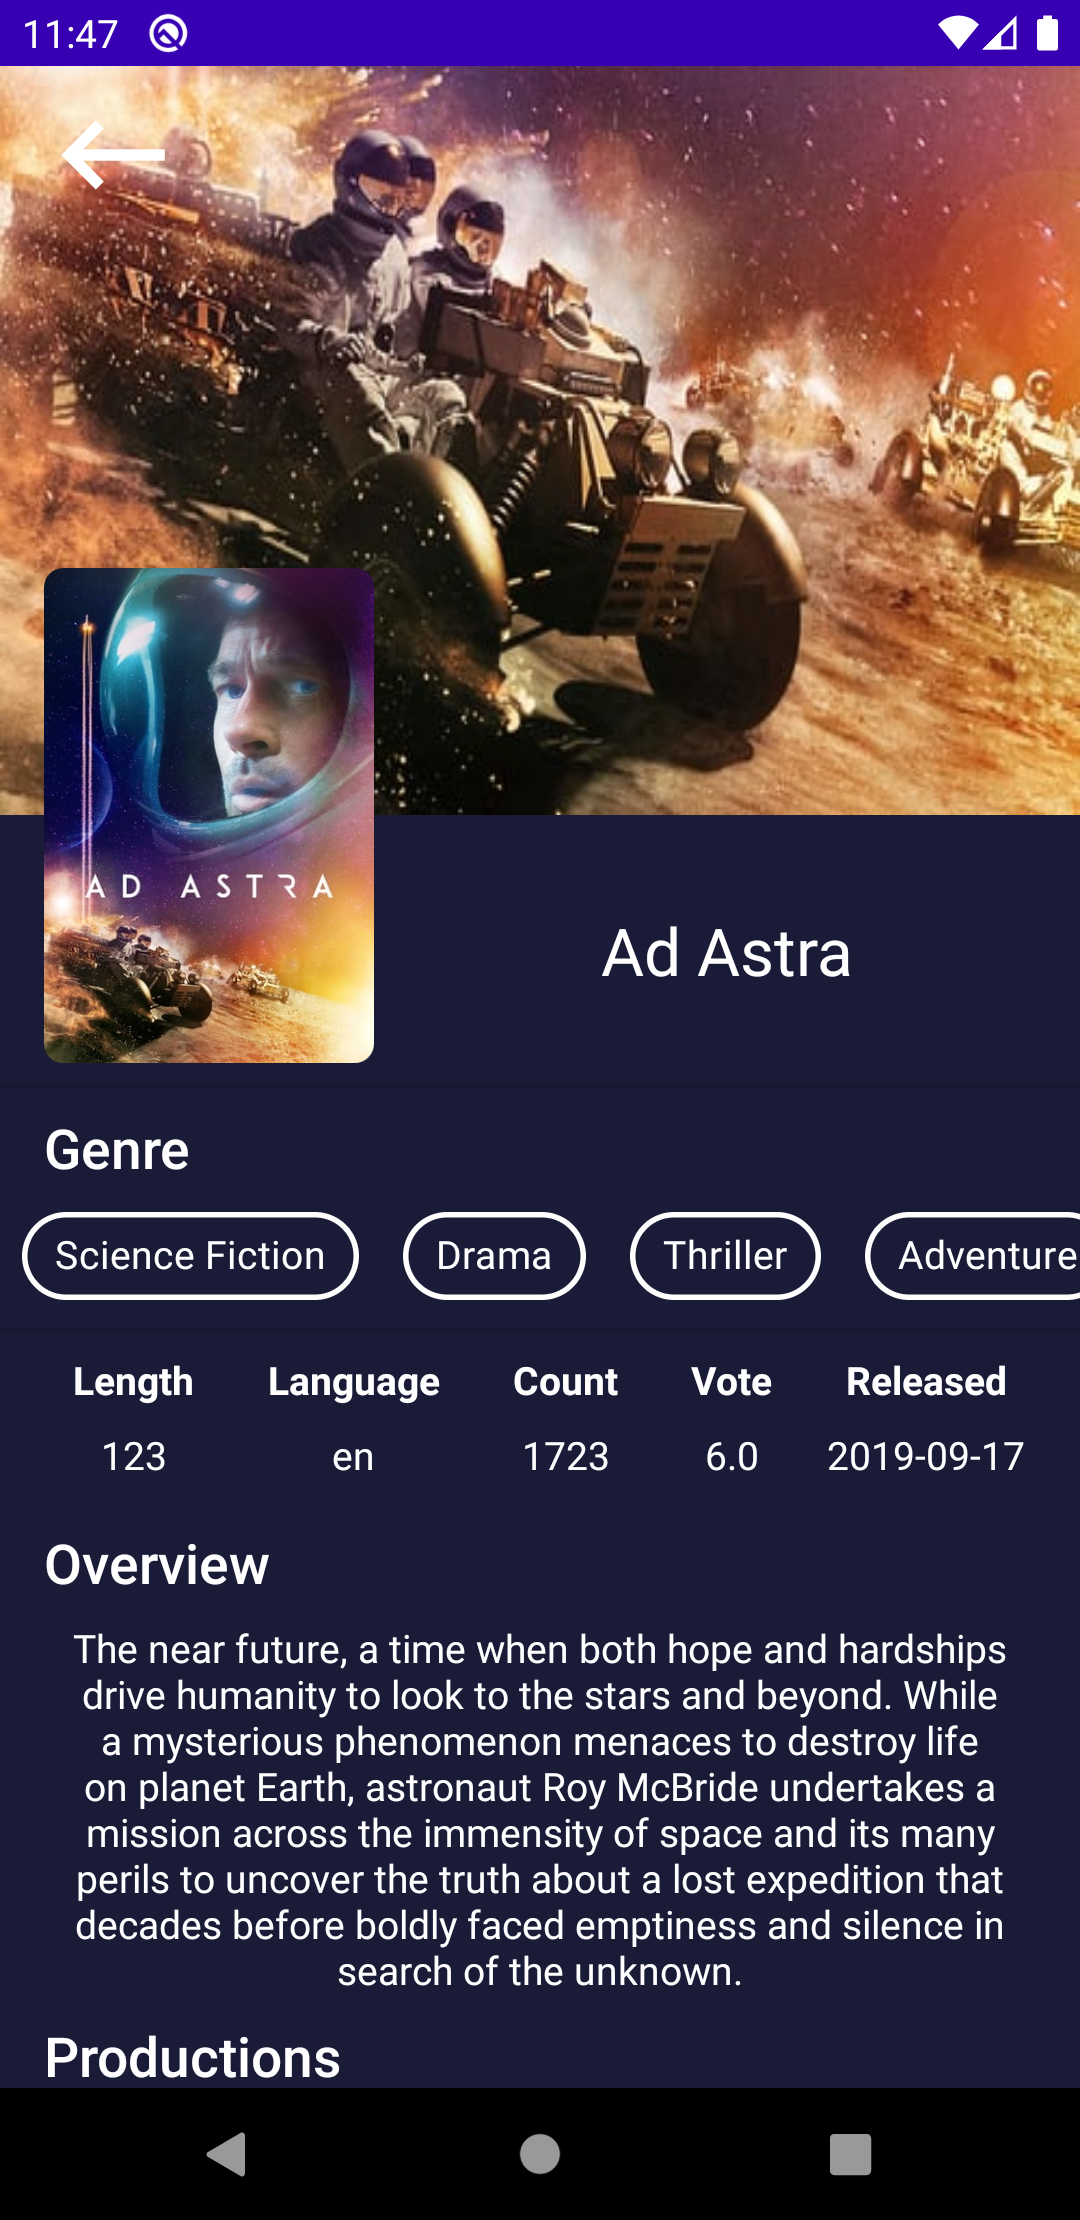 11:47
AD ASTRA
Ad Astra
Genre
Science Fiction Drama Thriller Adventure
Length Language Count Vote Released
123 en 1723 6.0 2019-09-17
Overview
The near future, a time when both hope and hardships
drive humanity to look to the stars and beyond. While
a mysterious phenomenon menaces to destroy life
on planet Earth, astronaut Roy McBride undertakes a
mission across the immensity of space and its many
perils to uncover the truth about a lost expedition that
decades before boldly faced emptiness and silence in
search of the unknown.
Productions